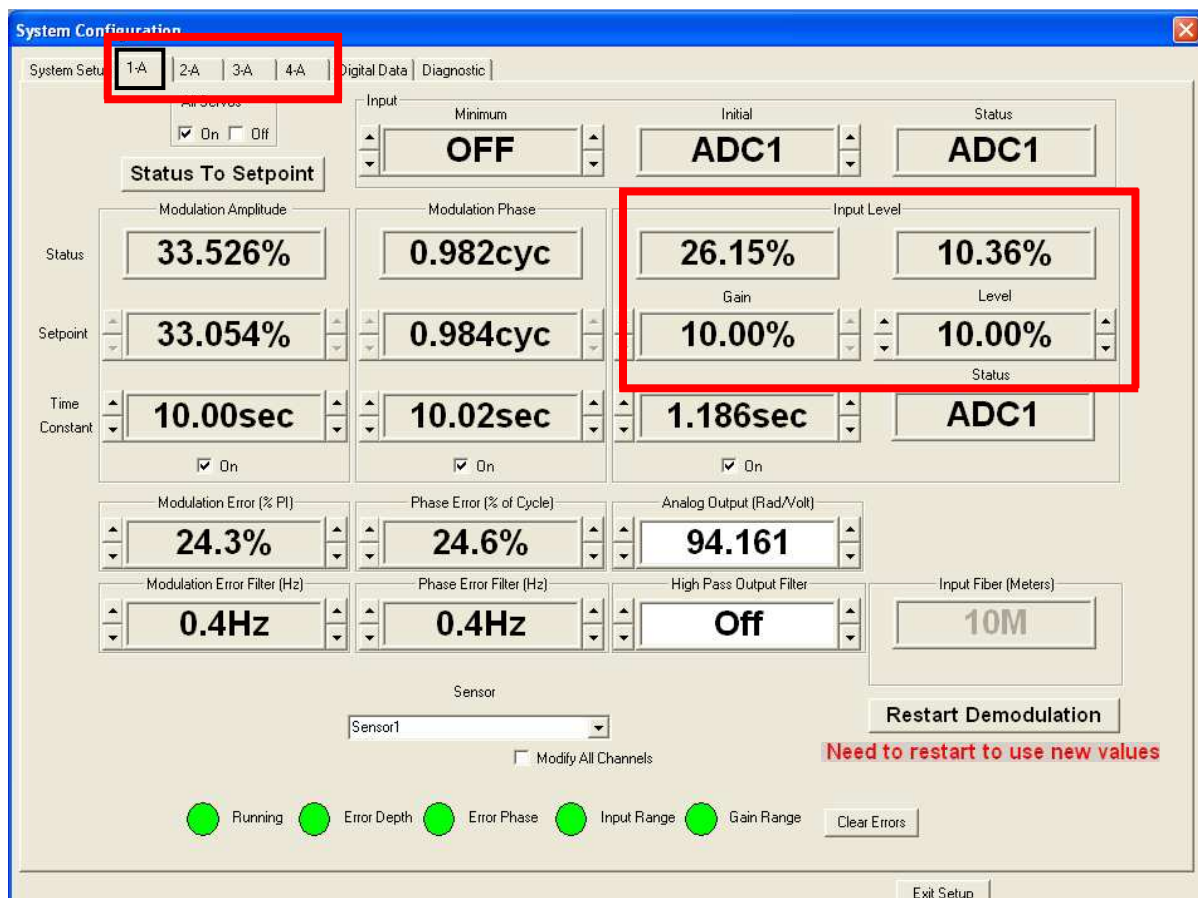 System Configuration
System Setu 1-A 2-A 3-A 4-A Digital Data Diagnostic
All Servos
On Off
Status To Setpoint
Input
Minimum Initial Status
OFF ADC1 ADC1
Modulation Amplitude Modulation Phase Input Level
Status 33.526% 0.982cyc 26.15% 10.36%
Gain Level
Setpoint 33.054% 0.984cyc 10.00% 10.00%
Status
Time Constant 10.00sec 10.02sec 1.186sec ADC1
On On On
Modulation Error (% PI) Phase Error (% of Cycle) Analog Output (Rad/Volt)
24.3% 24.6% 94.161
Modulation Error Filter (Hz) Phase Error Filter (Hz) High Pass Output Filter Input Fiber (Meters)
0.4Hz 0.4Hz Off 10M
Sensor
Sensor1
Restart Demodulation
Modify All Channels
Need to restart to use new values
Running Error Depth Error Phase Input Range Gain Range Clear Errors
Exit Setup